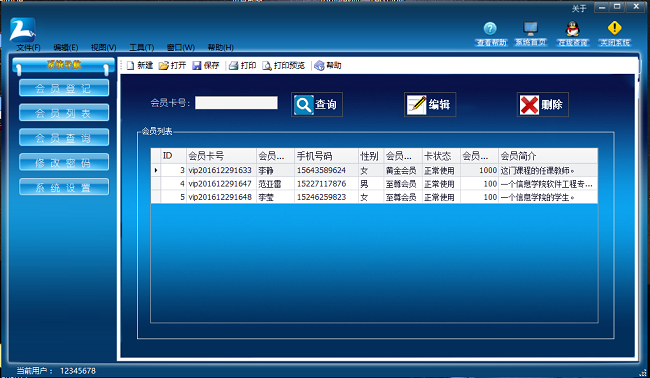 关于
查看帮助 系统首页 在线咨询 关闭系统
文件(F) 编辑(E) 视图(V) 工具(T) 窗口(W) 帮助(H)
系统导航
新建 打开 保存 打印 打印预览 帮助
会员登记
会员列表
会员查询
修改密码
系统设置
会员卡号: 查询 编辑 删除
会员列表
ID 会员卡号 会员... 手机号码 性别 会员... 卡状态 会员... 会员简介
3 vip201612291633 李静 15643589624 女 黄金会员 正常使用 1000 这门课程的任课教师。
4 vip201612291647 范亚雷 15227117876 男 至尊会员 正常使用 100 一个信息学院软件工程专...
5 vip201612291648 李莹 15246259823 女 至尊会员 正常使用 100 一个信息学院的学生。
当前用户: 12345678